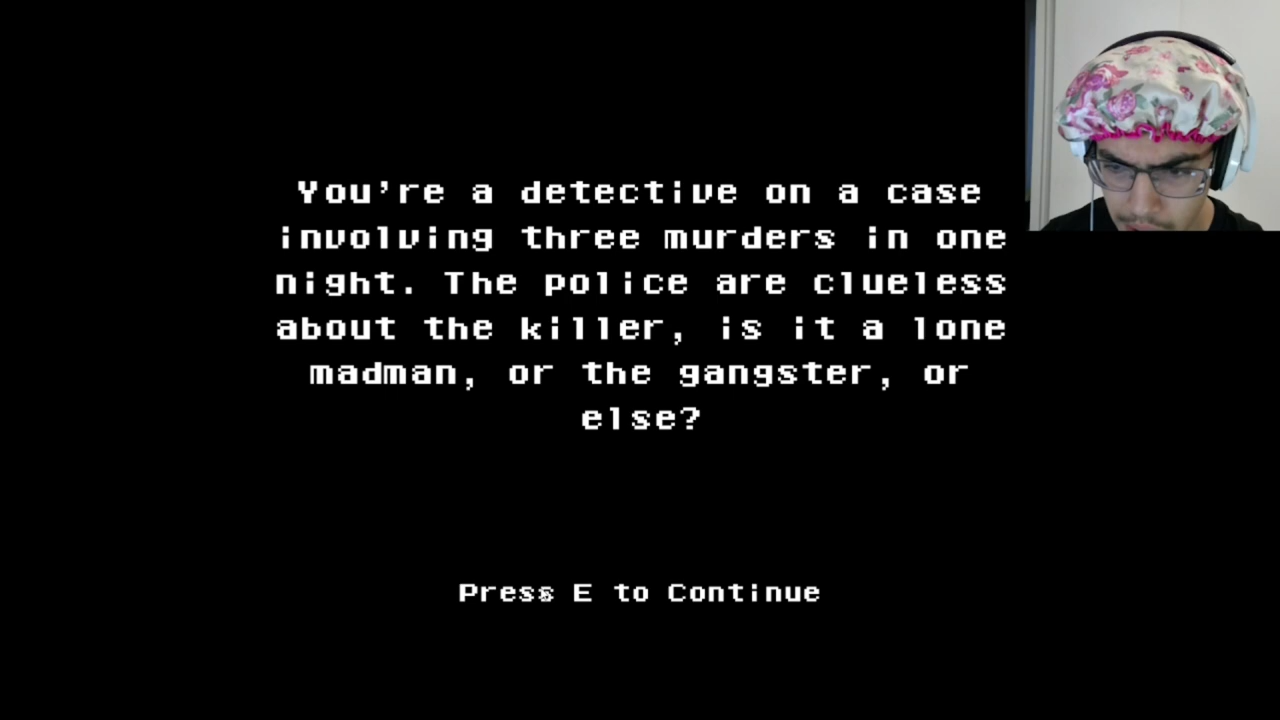 You're a detective on a case
involving three murders in one
night. The police are clueless
about the killer, is it a lone
madman, or the gangster, or
else?
Press E to Continue